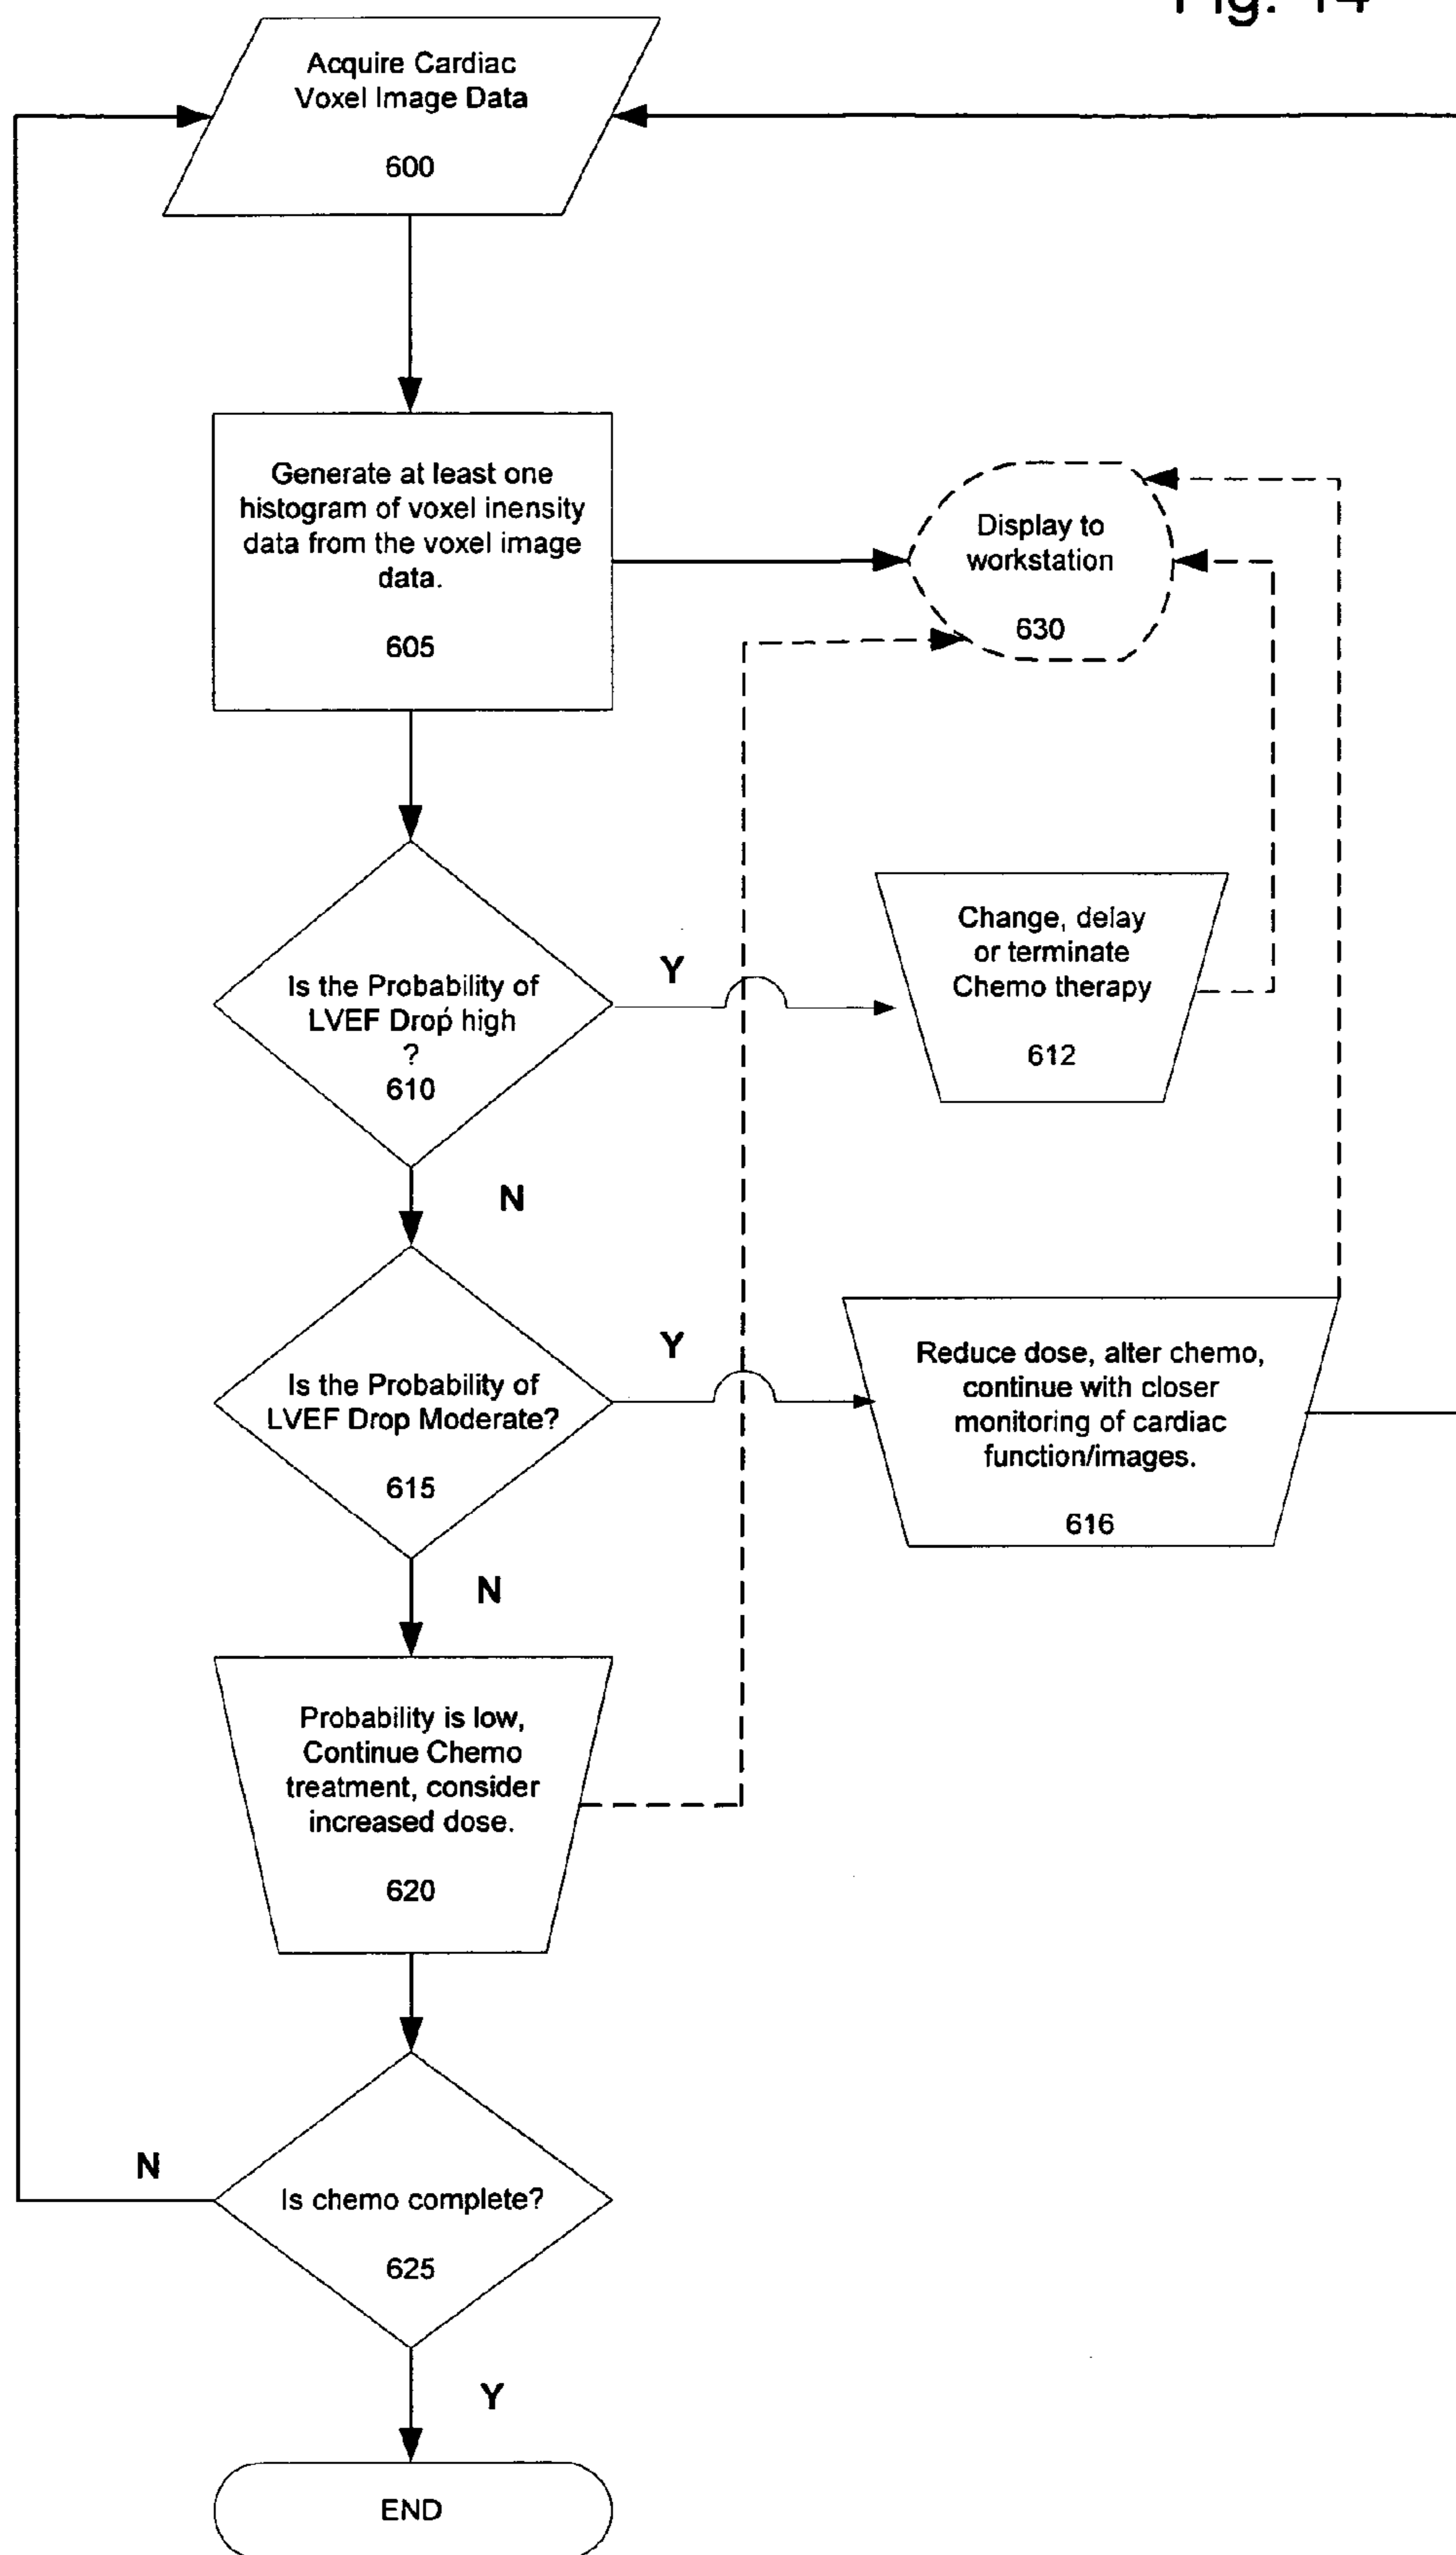 Fig. 14
Acquire Cardiac
Voxel Image Data
600
Generate at least one
histogram of voxel inensity
data from the voxel image
data.
605
Display to
workstation
630
Is the Probability of
LVEF Drop high
?
610
Y
Change, delay
or terminate
Chemo therapy
612
N
Is the Probability of
LVEF Drop Moderate?
615
Y
Reduce dose, alter chemo,
continue with closer
monitoring of cardiac
function/images.
616
N
Probability is low,
Continue Chemo
treatment, consider
increased dose.
620
N
Is chemo complete?
625
Y
END